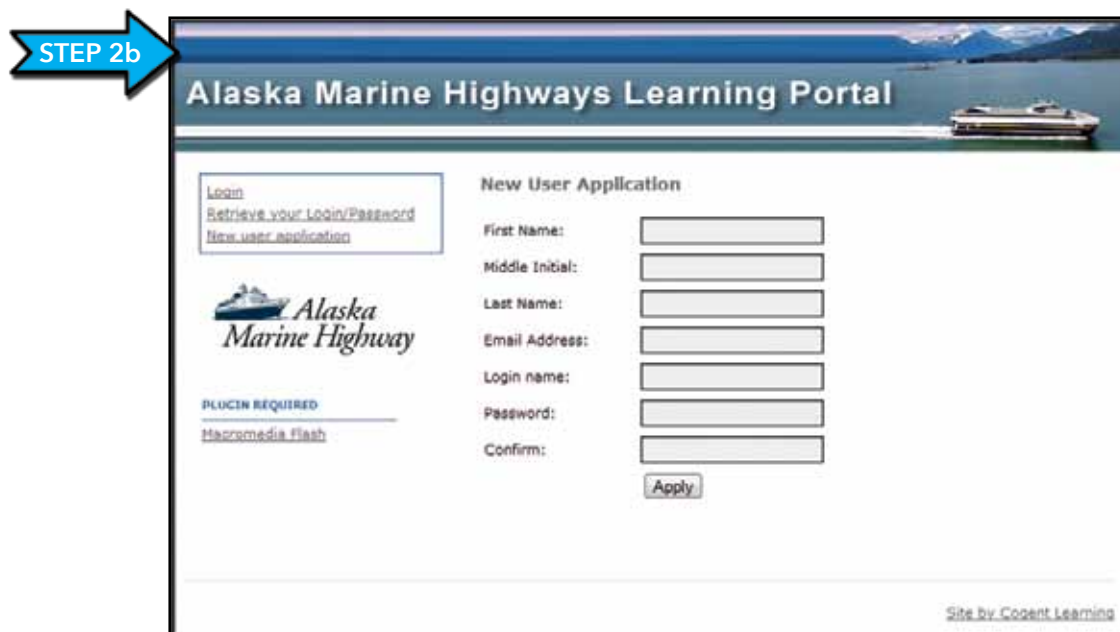 STEP 2b
Alaska Marine Highways Learning Portal
Login
Retrieve your Login/Password
New user application
Alaska
Marine Highway
PLUGIN REQUIRED
Macromedia Flash
New User Application
First Name:
Middle Initial:
Last Name:
Email Address:
Login name:
Password:
Confirm:
Apply
Site by Cogent Learning